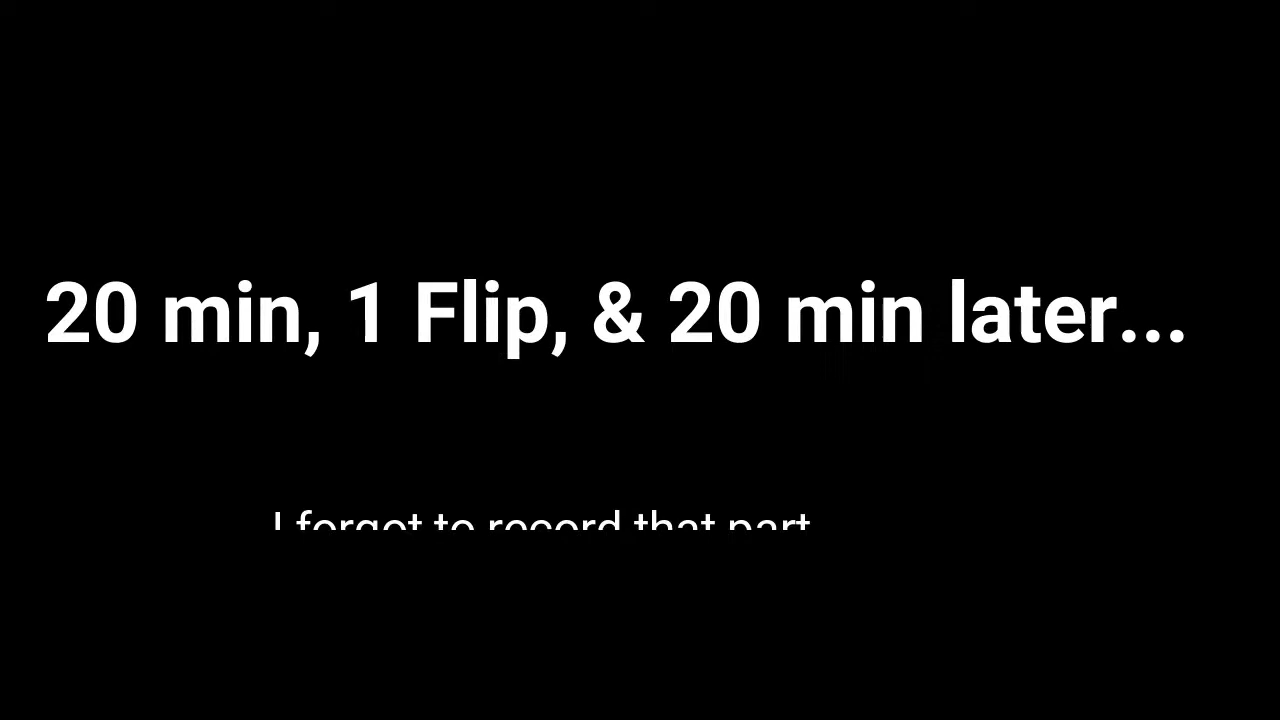 20 min, 1 Flip, & 20 min later...
I forgot to record that part